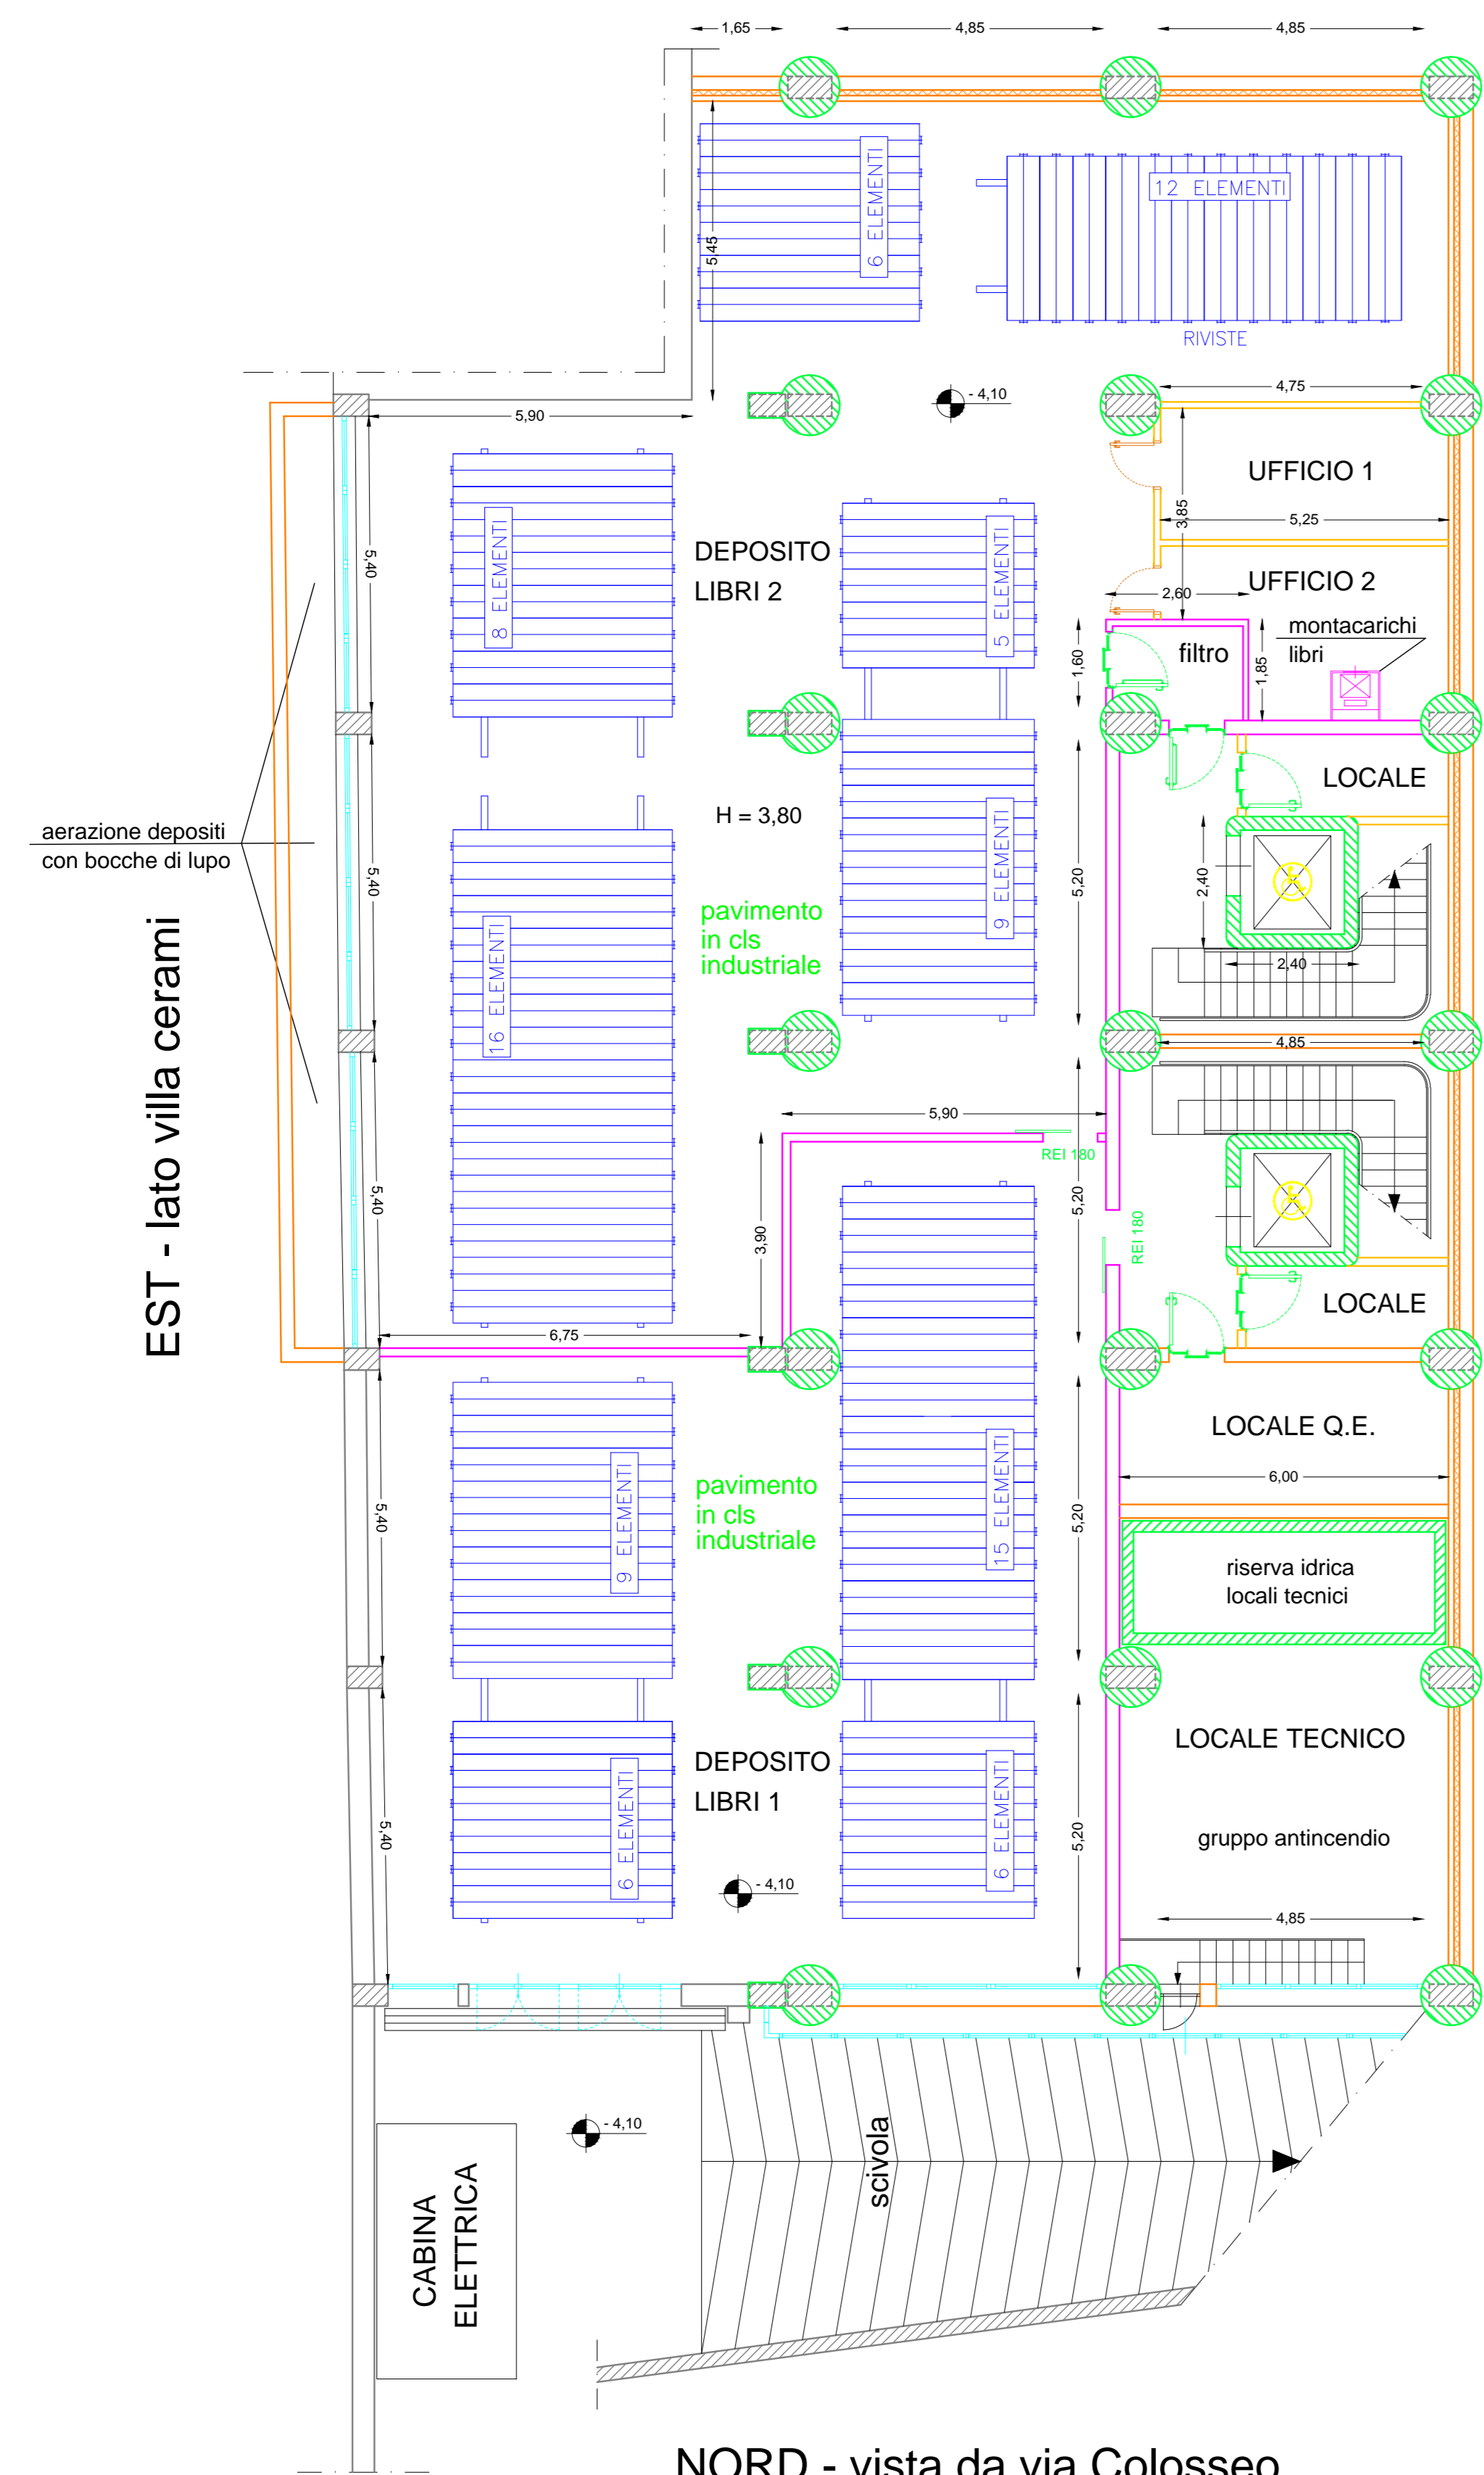 1,65
4,85
4,85
6 ELEMENTI
12 ELEMENTI
5,45
RIVISTE
- 4,10
4,75
5,90
UFFICIO 1
3,85
5,25
5,40
8 ELEMENTI
DEPOSITO
LIBRI 2
5 ELEMENTI
UFFICIO 2
2,60
montacarichi
libri
filtro
1,60
1,85
LOCALE
H = 3,80
aerazione depositi
con bocche di lupo
5,40
9 ELEMENTI
5,20
2,40
2,40
pavimento
in cls
industriale
16 ELEMENTI
EST - lato villa cerami
4,85
5,90
REI 180
5,40
3,90
5,20
REI 180
LOCALE
6,75
LOCALE Q.E.
6,00
9 ELEMENTI
pavimento
in cls
industriale
15 ELEMENTI
5,40
5,20
riserva idrica
locali tecnici
LOCALE TECNICO
DEPOSITO
LIBRI 1
6 ELEMENTI
6 ELEMENTI
5,40
5,20
gruppo antincendio
- 4,10
4,85
- 4,10
scivola
CABINA
ELETTRICA
NORD - vista da via Colosseo